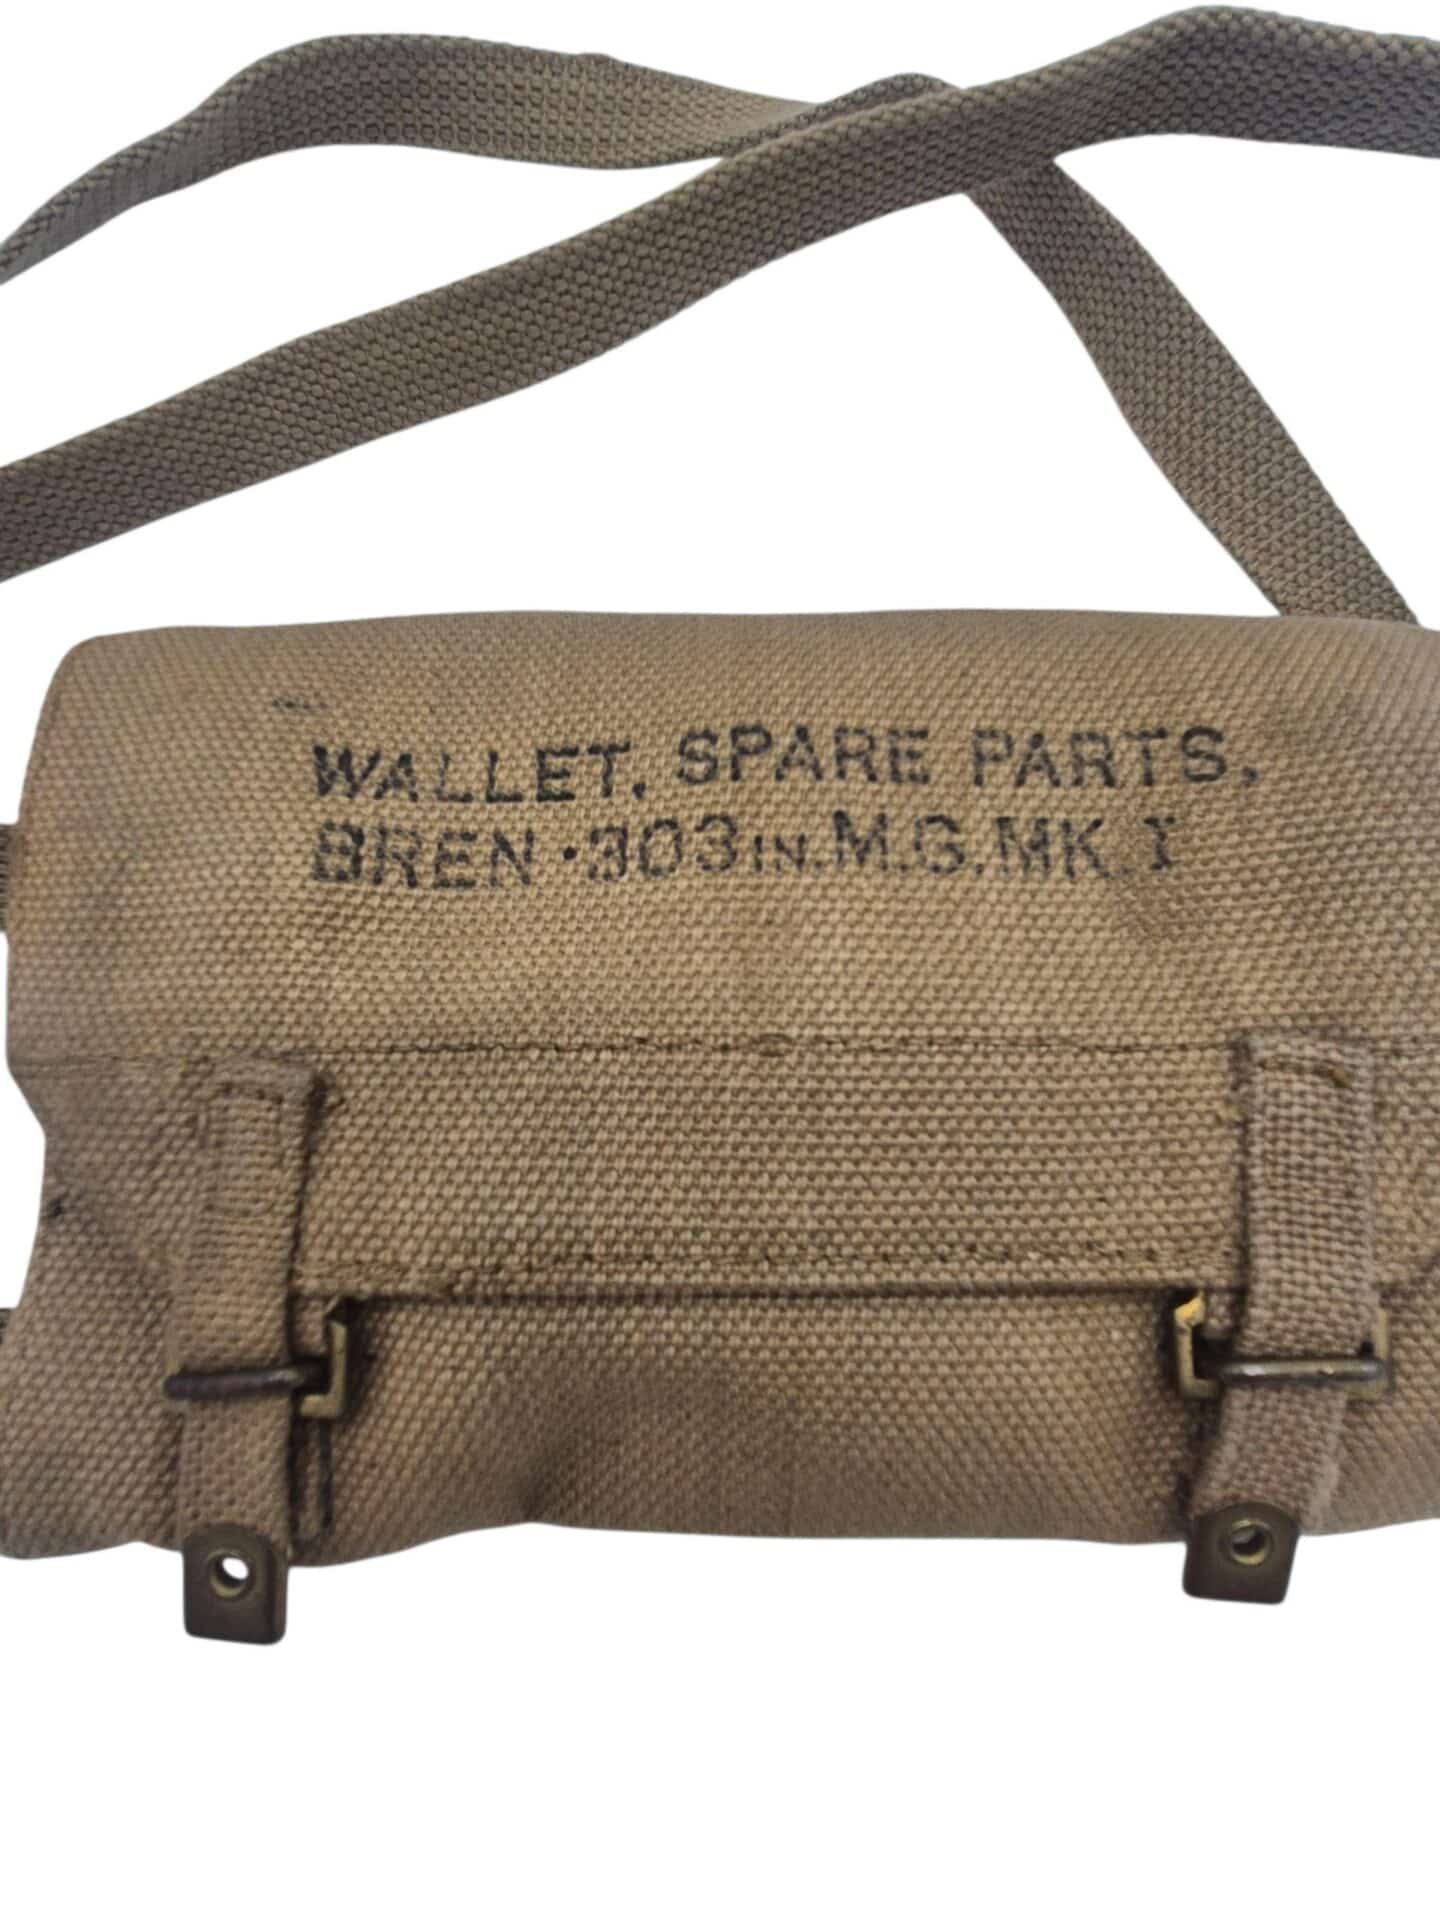 WALLET, SPARE PARTS,
BREN ·303IN.M.G.MK.I